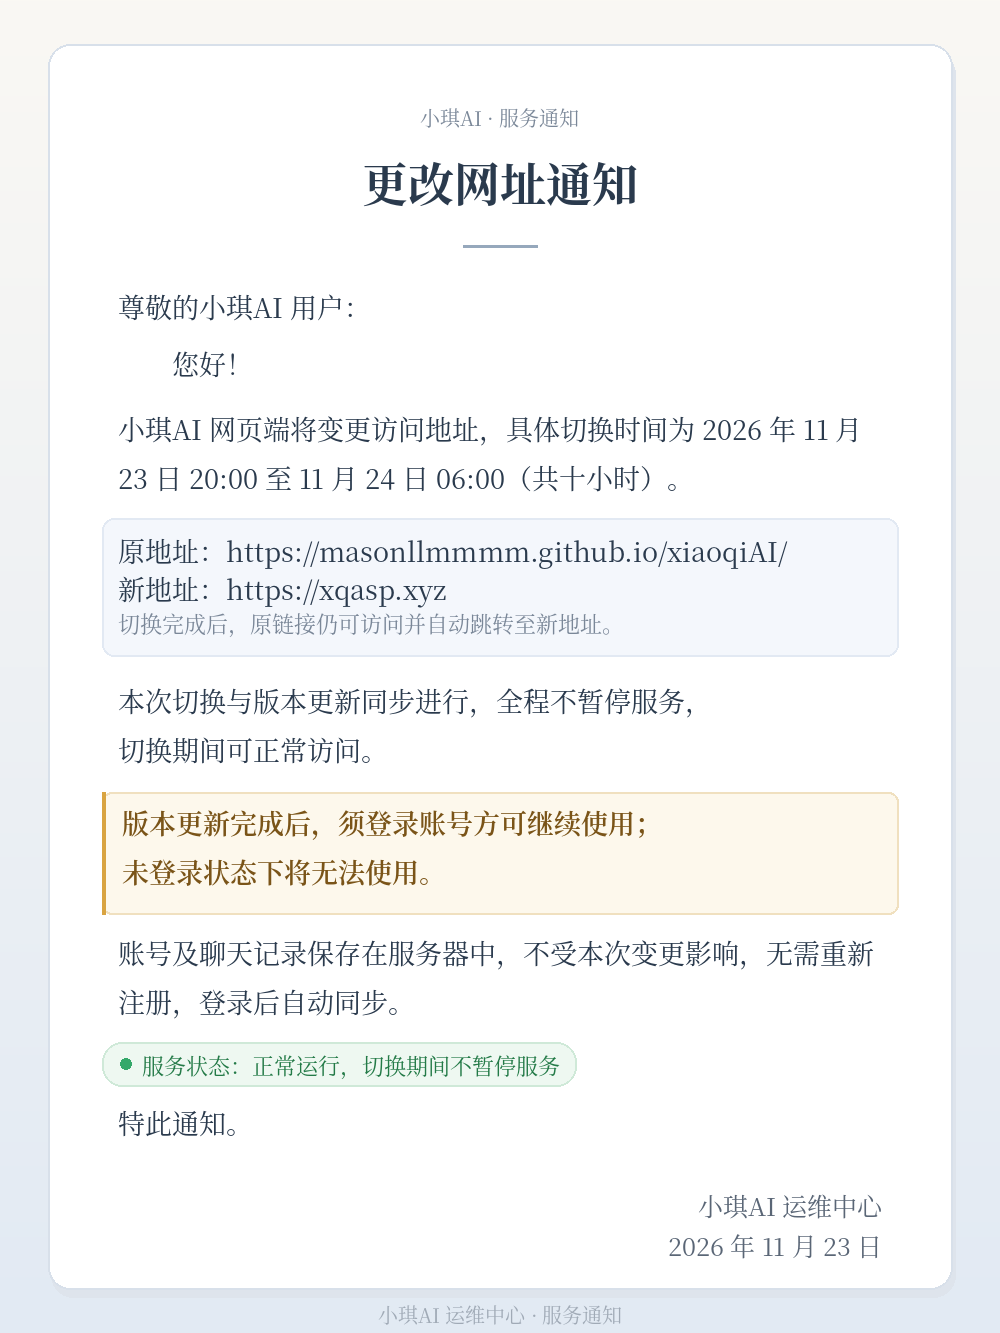 小琪AI · 服务通知
更改网址通知
尊敬的小琪AI 用户：
您好！
小琪AI 网页端将变更访问地址，具体切换时间为 2026 年 11 月
23 日 20:00 至 11 月 24 日 06:00（共十小时）。
原地址：https://masonllmmmm.github.io/xiaoqiAI/
新地址：https://xqasp.xyz
切换完成后，原链接仍可访问并自动跳转至新地址。
本次切换与版本更新同步进行，全程不暂停服务，
切换期间可正常访问。
版本更新完成后，须登录账号方可继续使用；
未登录状态下将无法使用。
账号及聊天记录保存在服务器中，不受本次变更影响，无需重新
注册，登录后自动同步。
服务状态：正常运行，切换期间不暂停服务
特此通知。
小琪AI 运维中心
2026 年 11 月 23 日
小琪AI 运维中心 · 服务通知